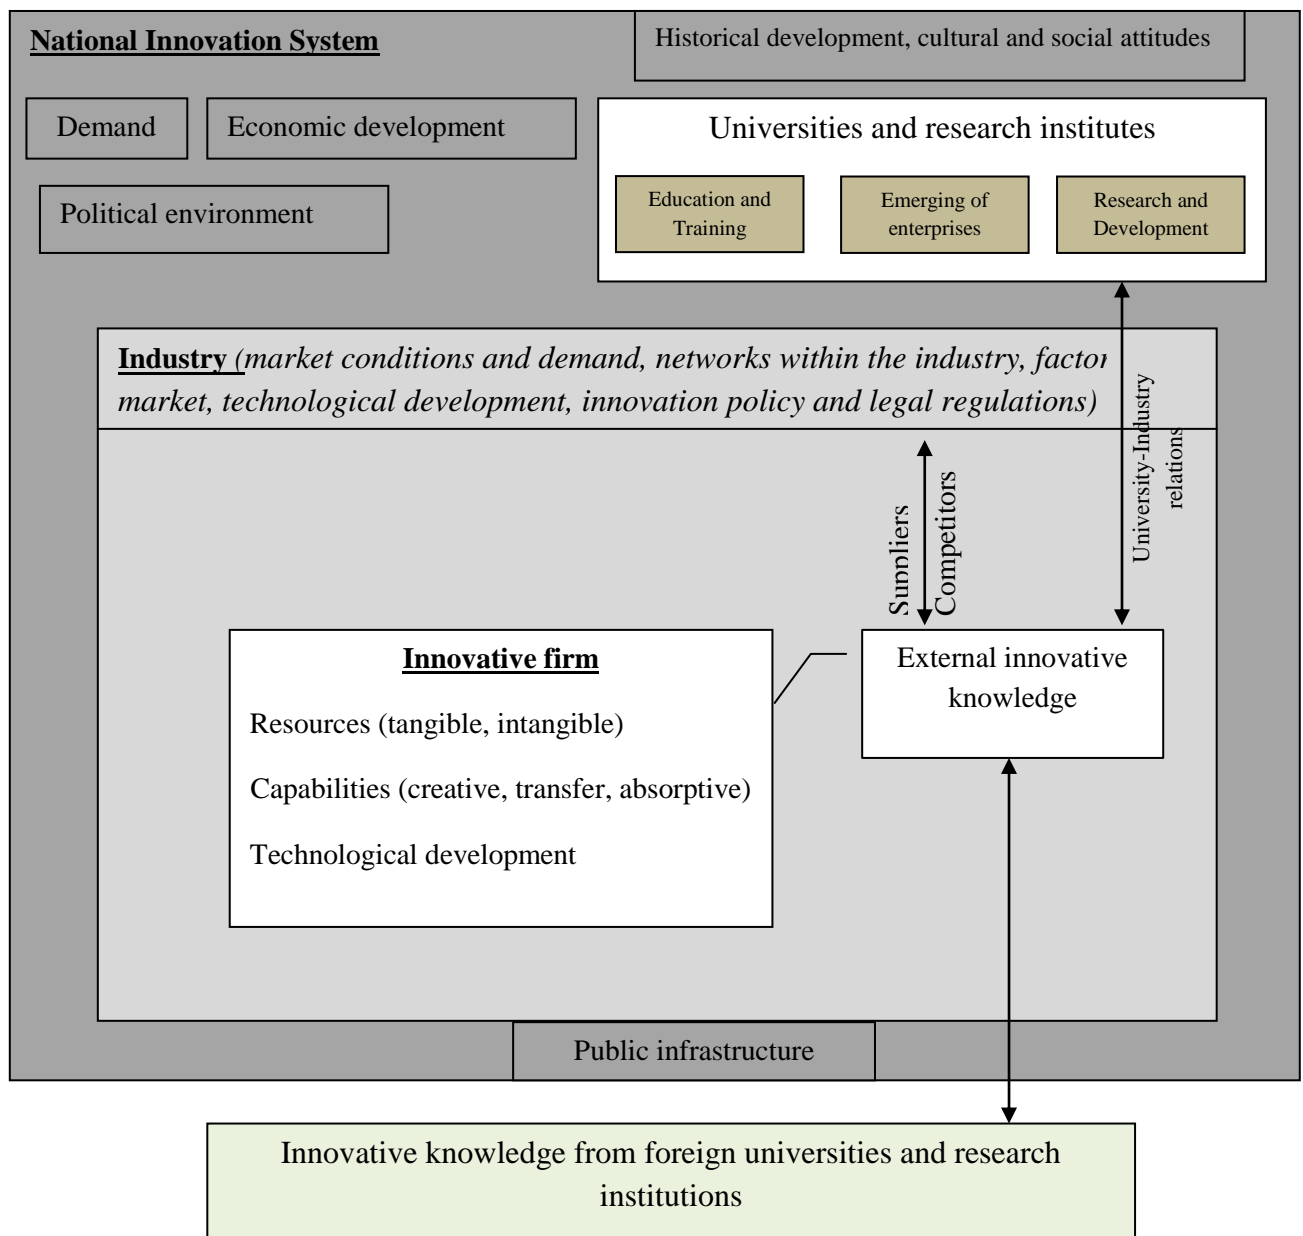 National Innovation System
Historical development, cultural and social attitudes
Demand
Economic development
Political environment
Universities and research institutes
Education and
Training
Emerging of
enterprises
Research and
Development
Industry (market conditions and demand, networks within the industry, factor
market, technological development, innovation policy and legal regulations)
Suppliers
Competitors
University-Industry
relations
Innovative firm
Resources (tangible, intangible)
Capabilities (creative, transfer, absorptive)
Technological development
External innovative
knowledge
Public infrastructure
Innovative knowledge from foreign universities and research
institutions